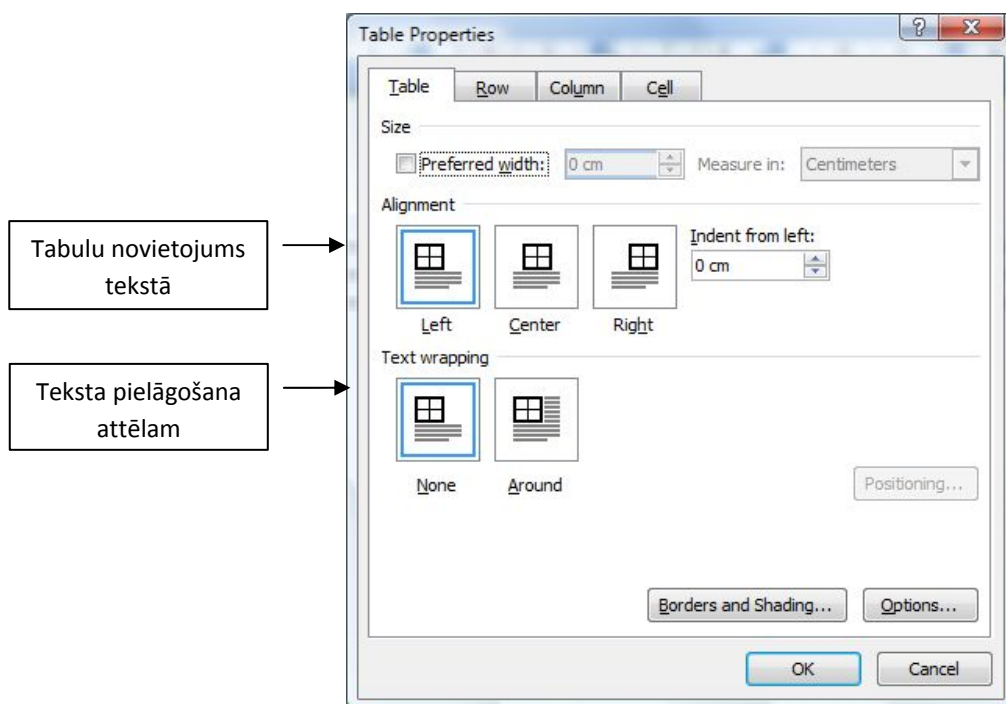 Table Properties
Table Row Column Cell
Size
Preferred width: 0 cm Measure in: Centimeters
Alignment
Tabulu novietojums
tekstā
Indent from left:
0 cm
Left Center Right
Text wrapping
Teksta pielāgošana
attēlam
None Around
Positioning...
Borders and Shading... Options...
OK Cancel